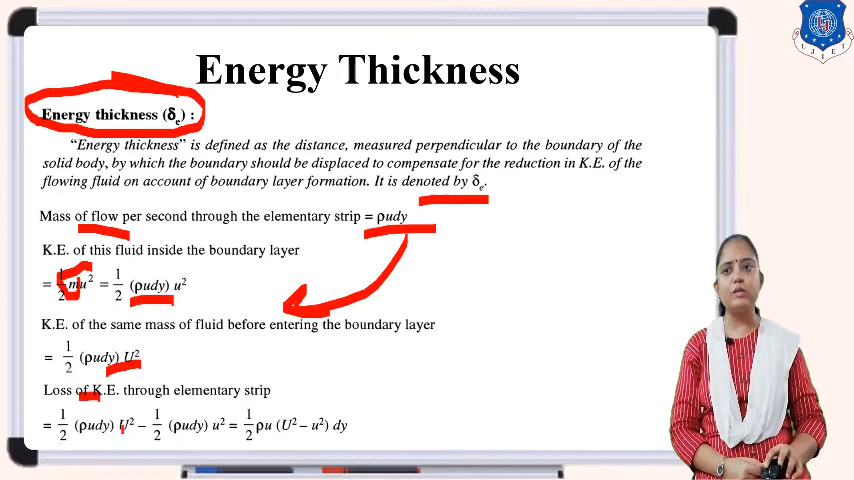 LJIET
Energy Thickness
Energy thickness (δe) :
"Energy thickness" is defined as the distance, measured perpendicular to the boundary of the
solid body, by which the boundary should be displaced to compensate for the reduction in K.E. of the
flowing fluid on account of boundary layer formation. It is denoted by δe.
Mass of flow per second through the elementary strip = ρudy
K.E. of this fluid inside the boundary layer
= 1/2 mu² = 1/2 (ρudy) u²
K.E. of the same mass of fluid before entering the boundary layer
= 1/2 (ρudy) U²
Loss of K.E. through elementary strip
= 1/2 (ρudy) U² – 1/2 (ρudy) u² = 1/2 ρu (U² – u²) dy